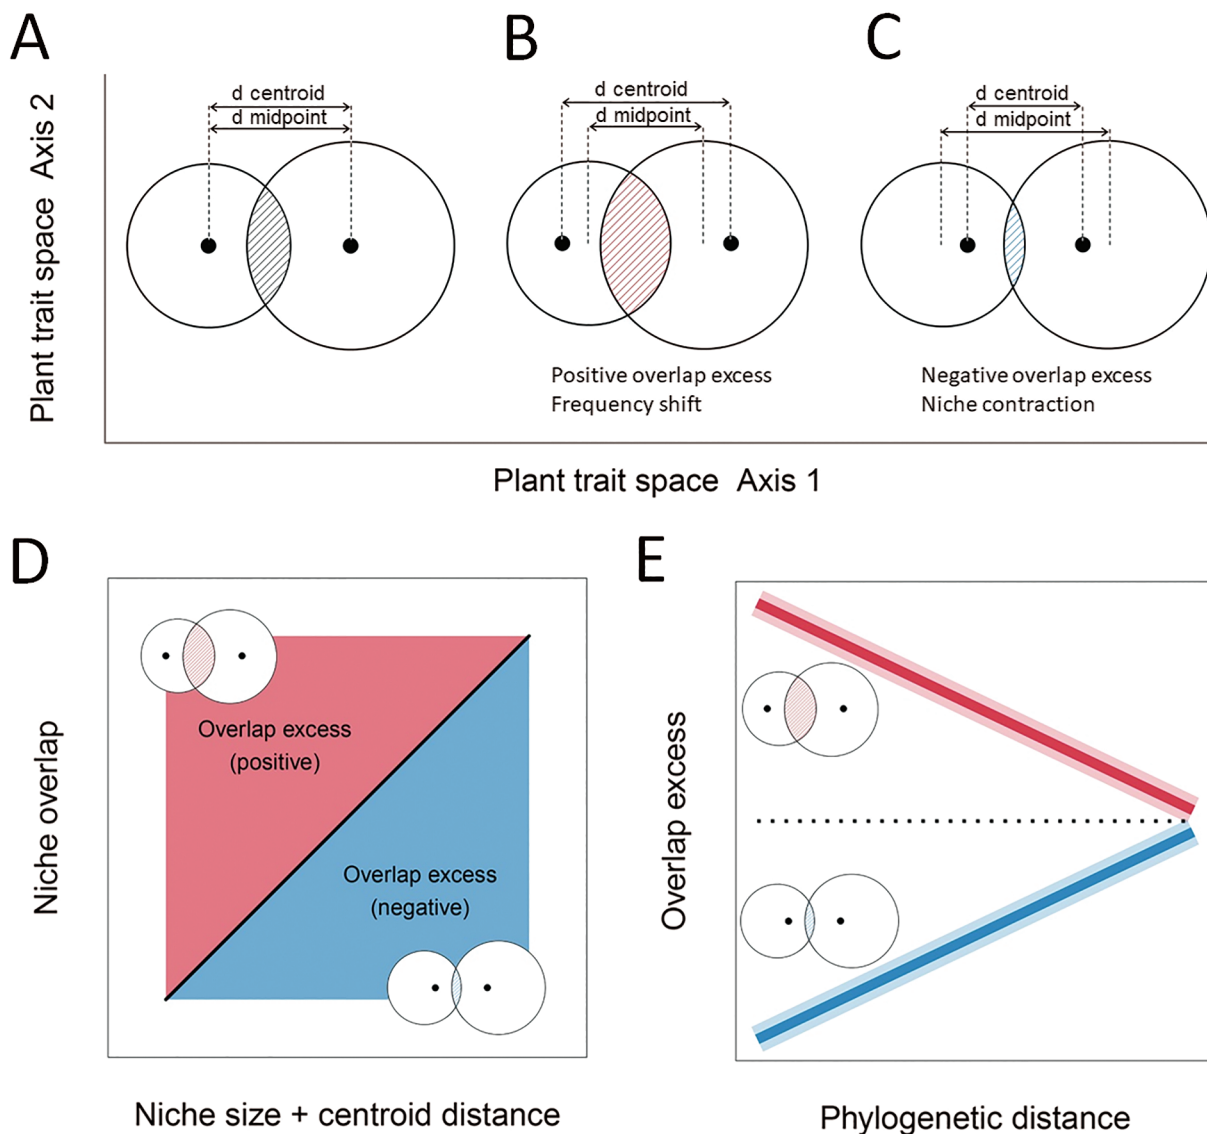 A
B
C
d centroid
d midpoint
d centroid
d midpoint
d centroid
d midpoint
Plant trait space Axis 2
Positive overlap excess
Frequency shift
Negative overlap excess
Niche contraction
Plant trait space Axis 1
D
E
Niche overlap
Overlap excess
(positive)
Overlap excess
(negative)
Niche size + centroid distance
Overlap excess
Phylogenetic distance